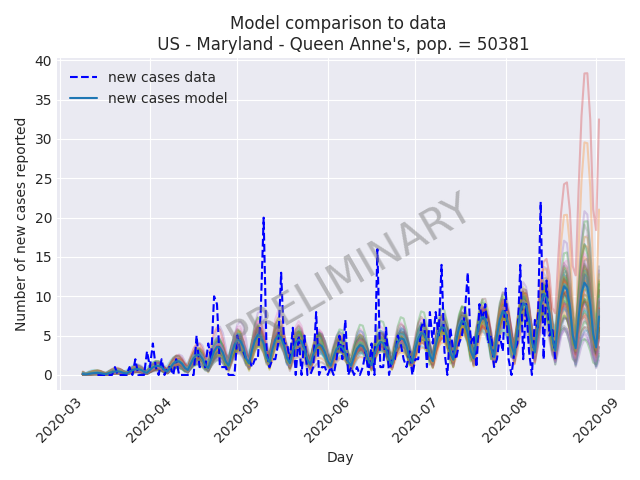 Model comparison to data
US - Maryland - Queen Anne's, pop. = 50381
40
35
30
25
20
15
10
5
0
Number of new cases reported
new cases data
new cases model
PRELIMINARY
2020-03
2020-04
2020-05
2020-06
2020-07
2020-08
2020-09
Day